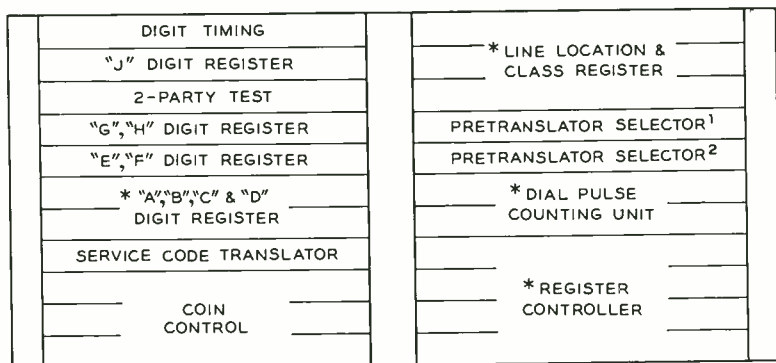 DIGIT TIMING
"J" DIGIT REGISTER
2-PARTY TEST
"G","H" DIGIT REGISTER
"E","F" DIGIT REGISTER
* "A","B","C" & "D"
DIGIT REGISTER
SERVICE CODE TRANSLATOR
COIN
CONTROL
* LINE LOCATION &
CLASS REGISTER
PRETRANSLATOR SELECTOR¹
PRETRANSLATOR SELECTOR²
* DIAL PULSE
COUNTING UNIT
* REGISTER
CONTROLLER